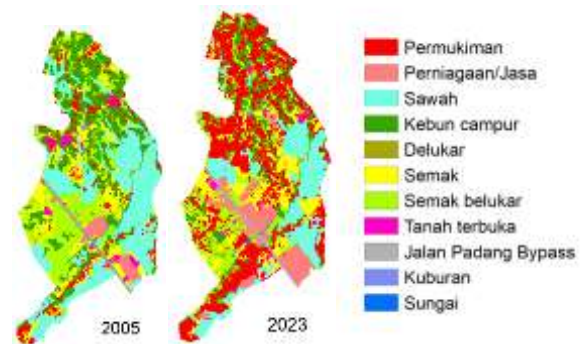 Permukiman
Perniagaan/Jasa
Sawah
Kebun campur
Delukar
Semak
Semak belukar
Tanah terbuka
Jalan Padang Bypass
Kuburan
Sungai
2005
2023